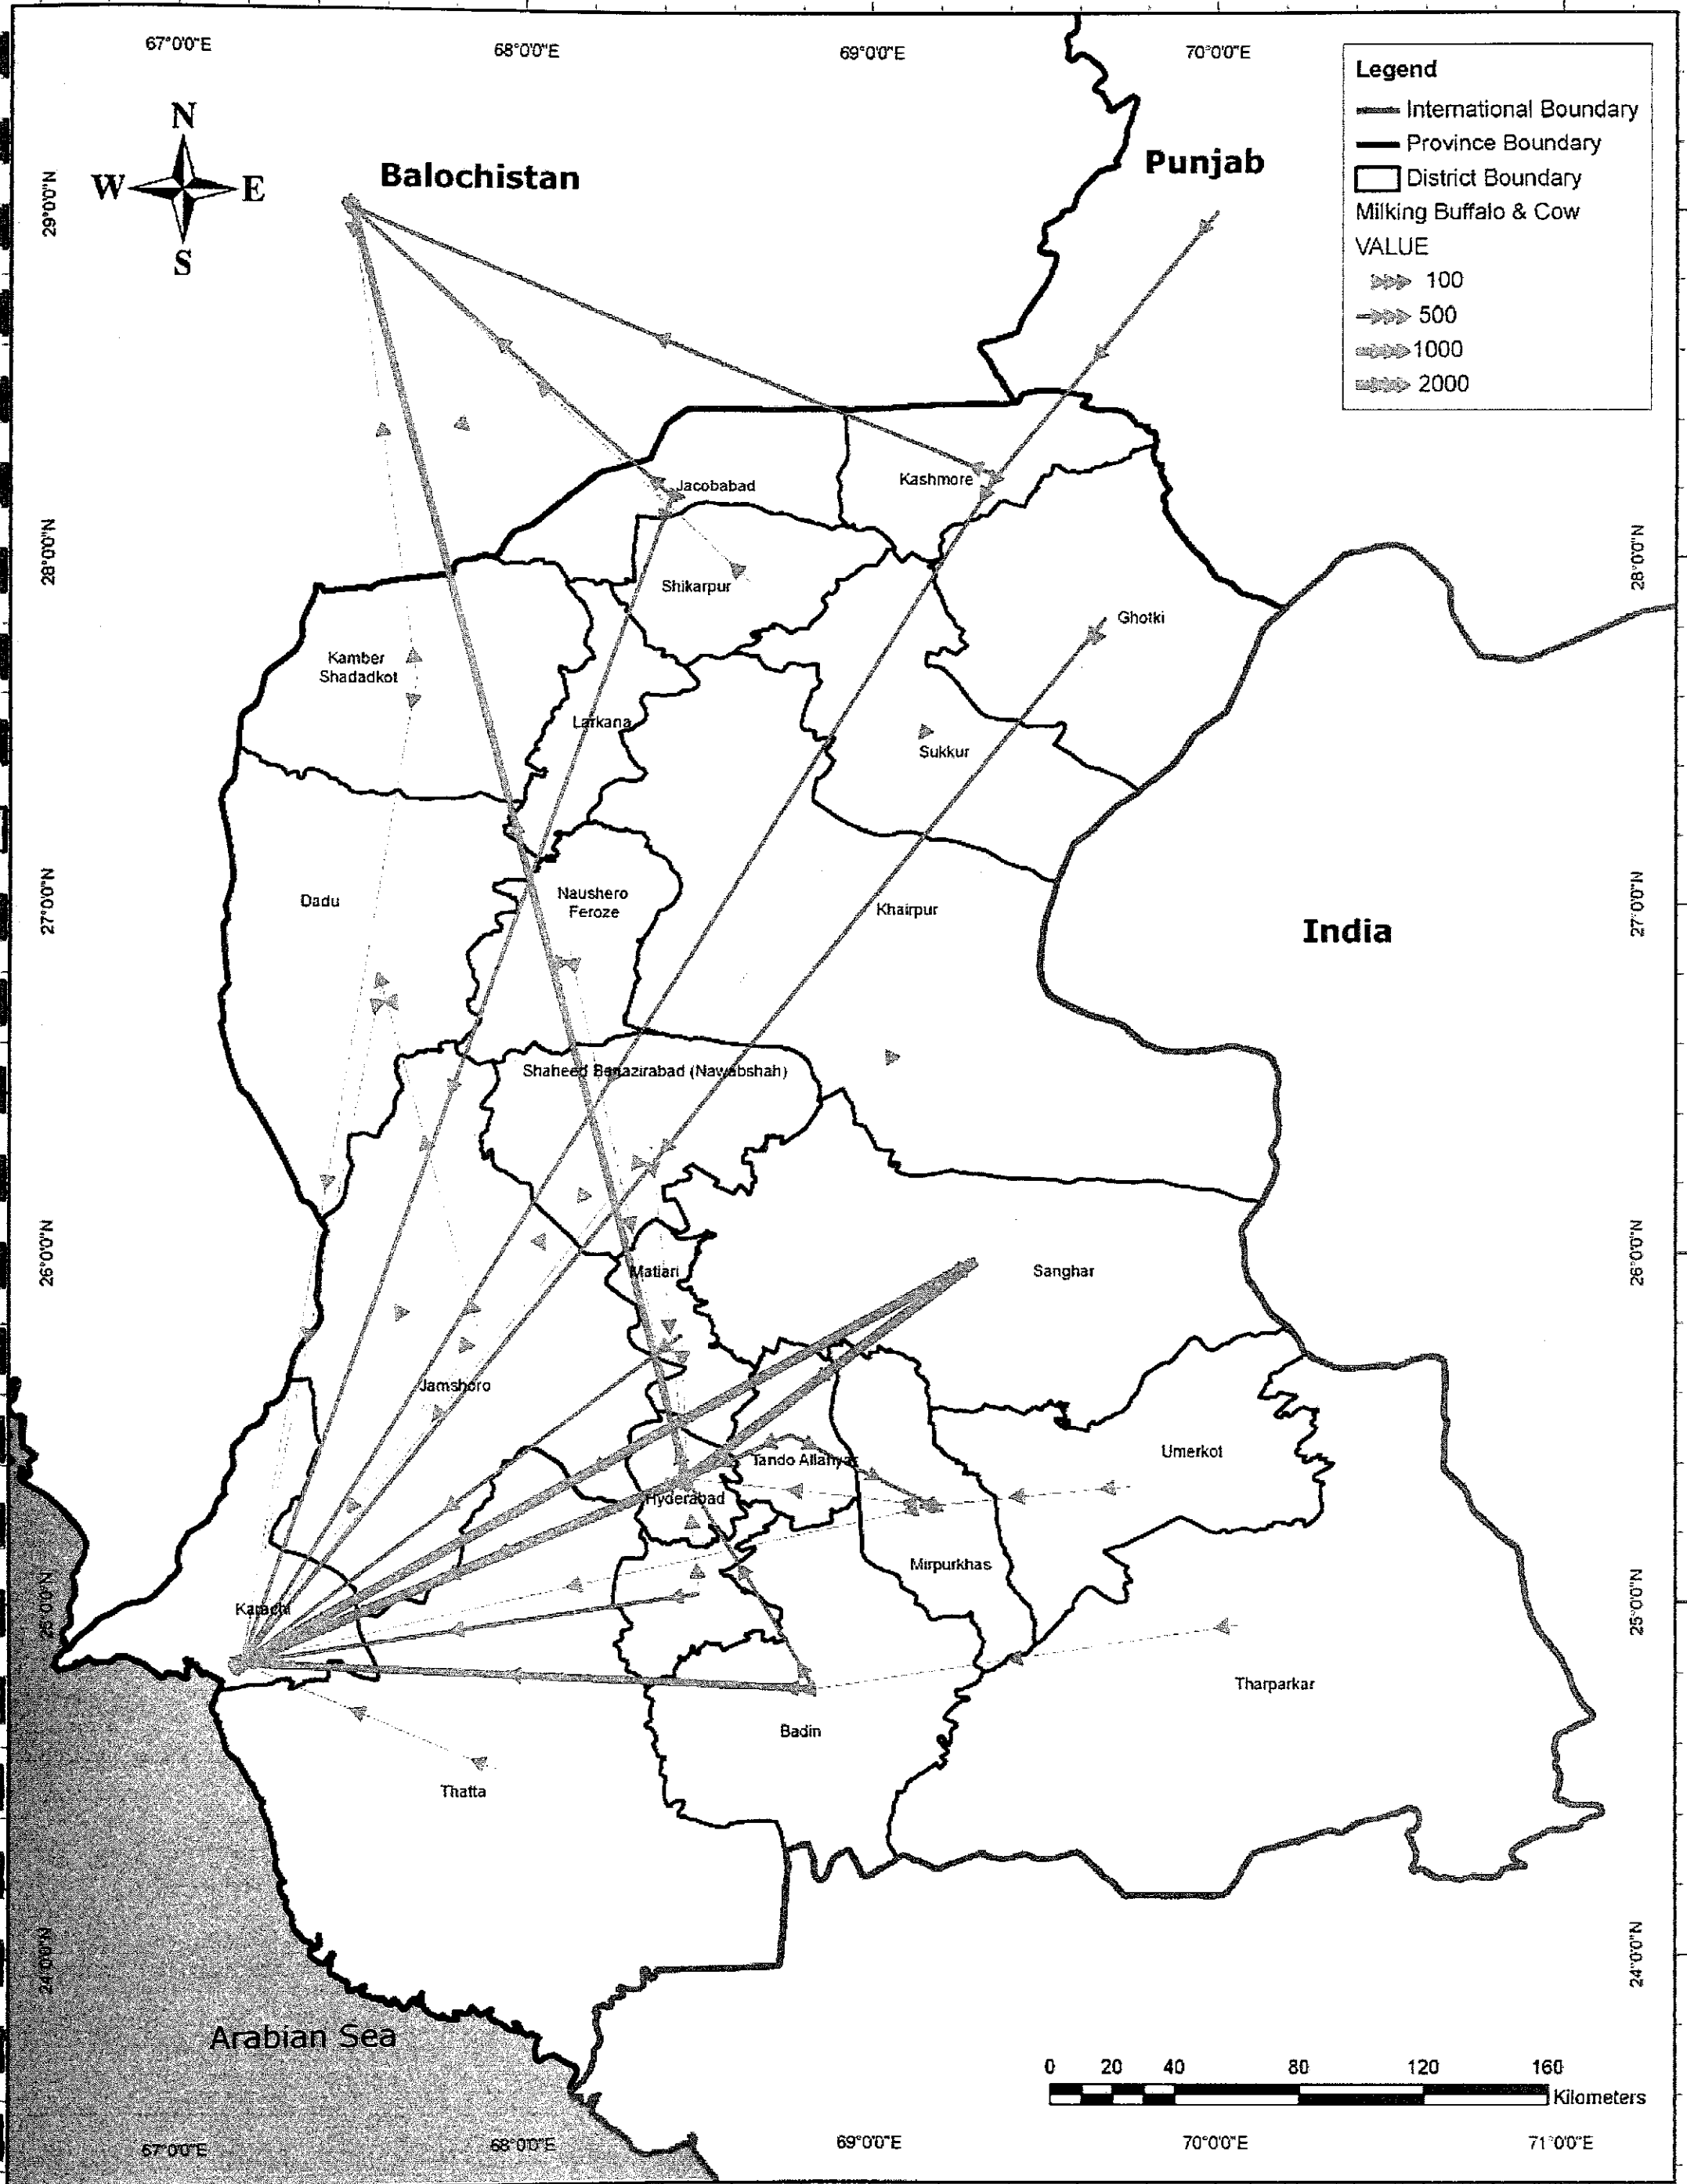 67°0'0"E
68°0'0"E
69°0'0"E
70°0'0"E
Legend
International Boundary
Province Boundary
District Boundary
Milking Buffalo & Cow
VALUE
100
500
1000
2000
N
W
E
S
Balochistan
Punjab
29°0'0"N
Jacobabad
Kashmore
28°0'0"N
28°0'0"N
Shikarpur
Ghotki
Kamber
Shadadkot
Larkana
Sukkur
27°0'0"N
27°0'0"N
Dadu
Naushero
Feroze
Khairpur
India
Shaheed Benazirabad (Nawabshah)
26°0'0"N
26°0'0"N
Matiari
Sanghar
Jamshoro
Tando Allahyar
Umerkot
Hyderabad
Mirpurkhas
25°0'0"N
25°0'0"N
Karachi
Tharparkar
Badin
Thatta
24°0'0"N
24°0'0"N
Arabian Sea
0
20
40
80
120
160
Kilometers
67°0'0"E
68°0'0"E
69°0'0"E
70°0'0"E
71°0'0"E